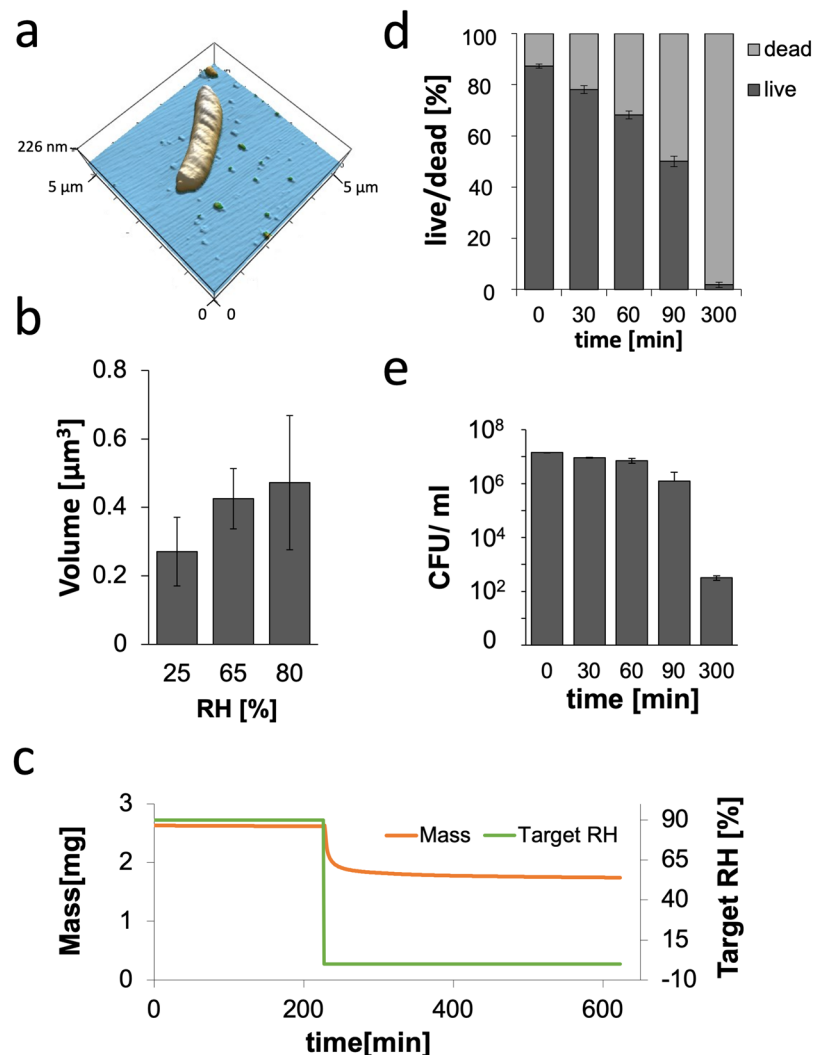 a
226 nm
5 µm
5 µm
0 0
b
Volume [µm³]
0.8
0.6
0.4
0.2
0
25 65 80
RH [%]
c
Mass[mg]
3
2
1
0
Mass
Target RH
90
65
40
15
-10
Target RH [%]
0 200 400 600
time[min]
d
live/dead [%]
100
80
60
40
20
0
dead
live
0 30 60 90 300
time [min]
e
CFU/ ml
10⁸
10⁶
10⁴
10²
0
0 30 60 90 300
time [min]